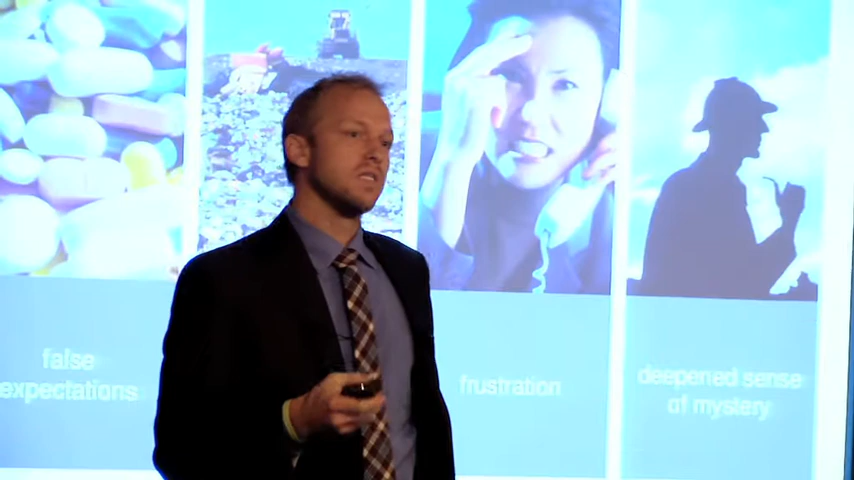 false
expectations
frustration
deepened sense
of mystery